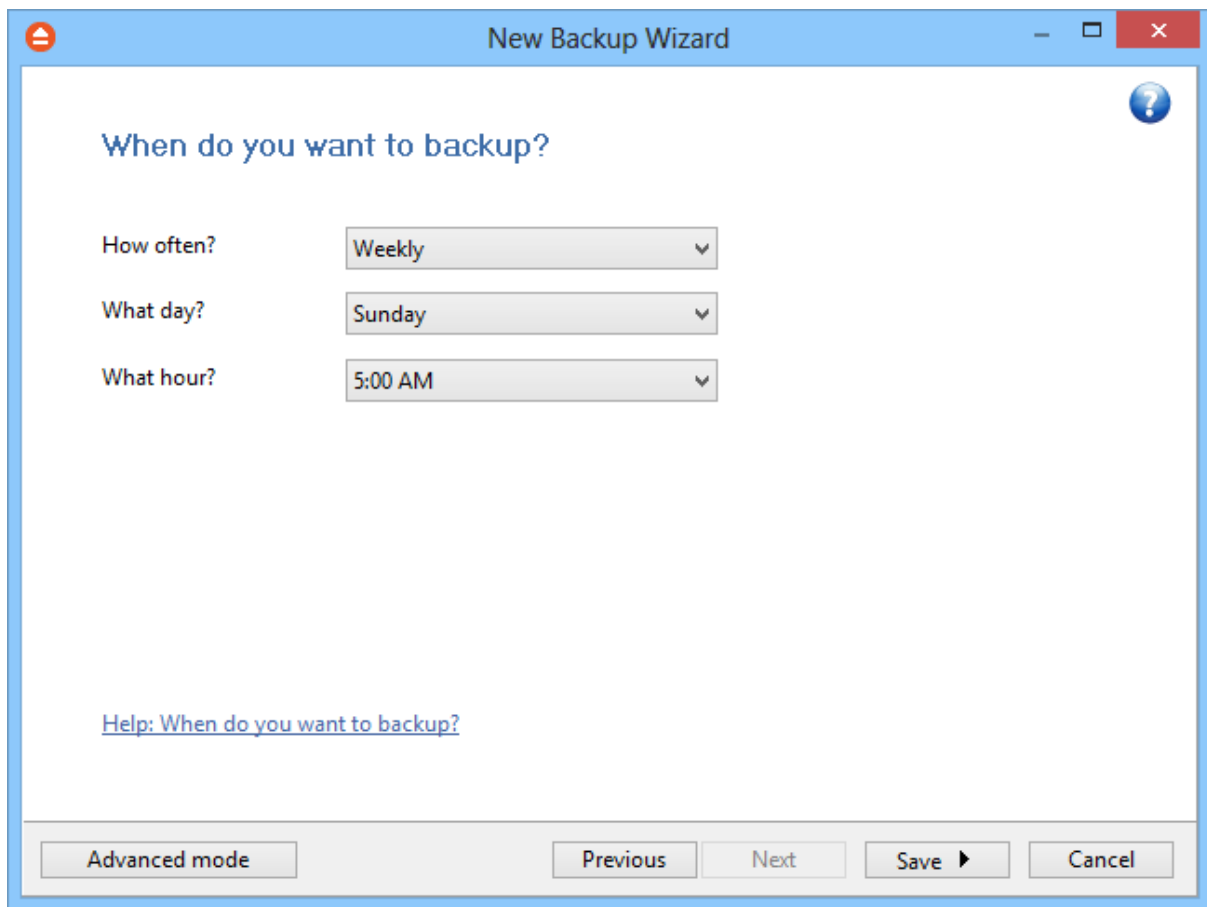 New Backup Wizard
When do you want to backup?
How often? Weekly
What day? Sunday
What hour? 5:00 AM
Help: When do you want to backup?
Advanced mode Previous Next Save Cancel